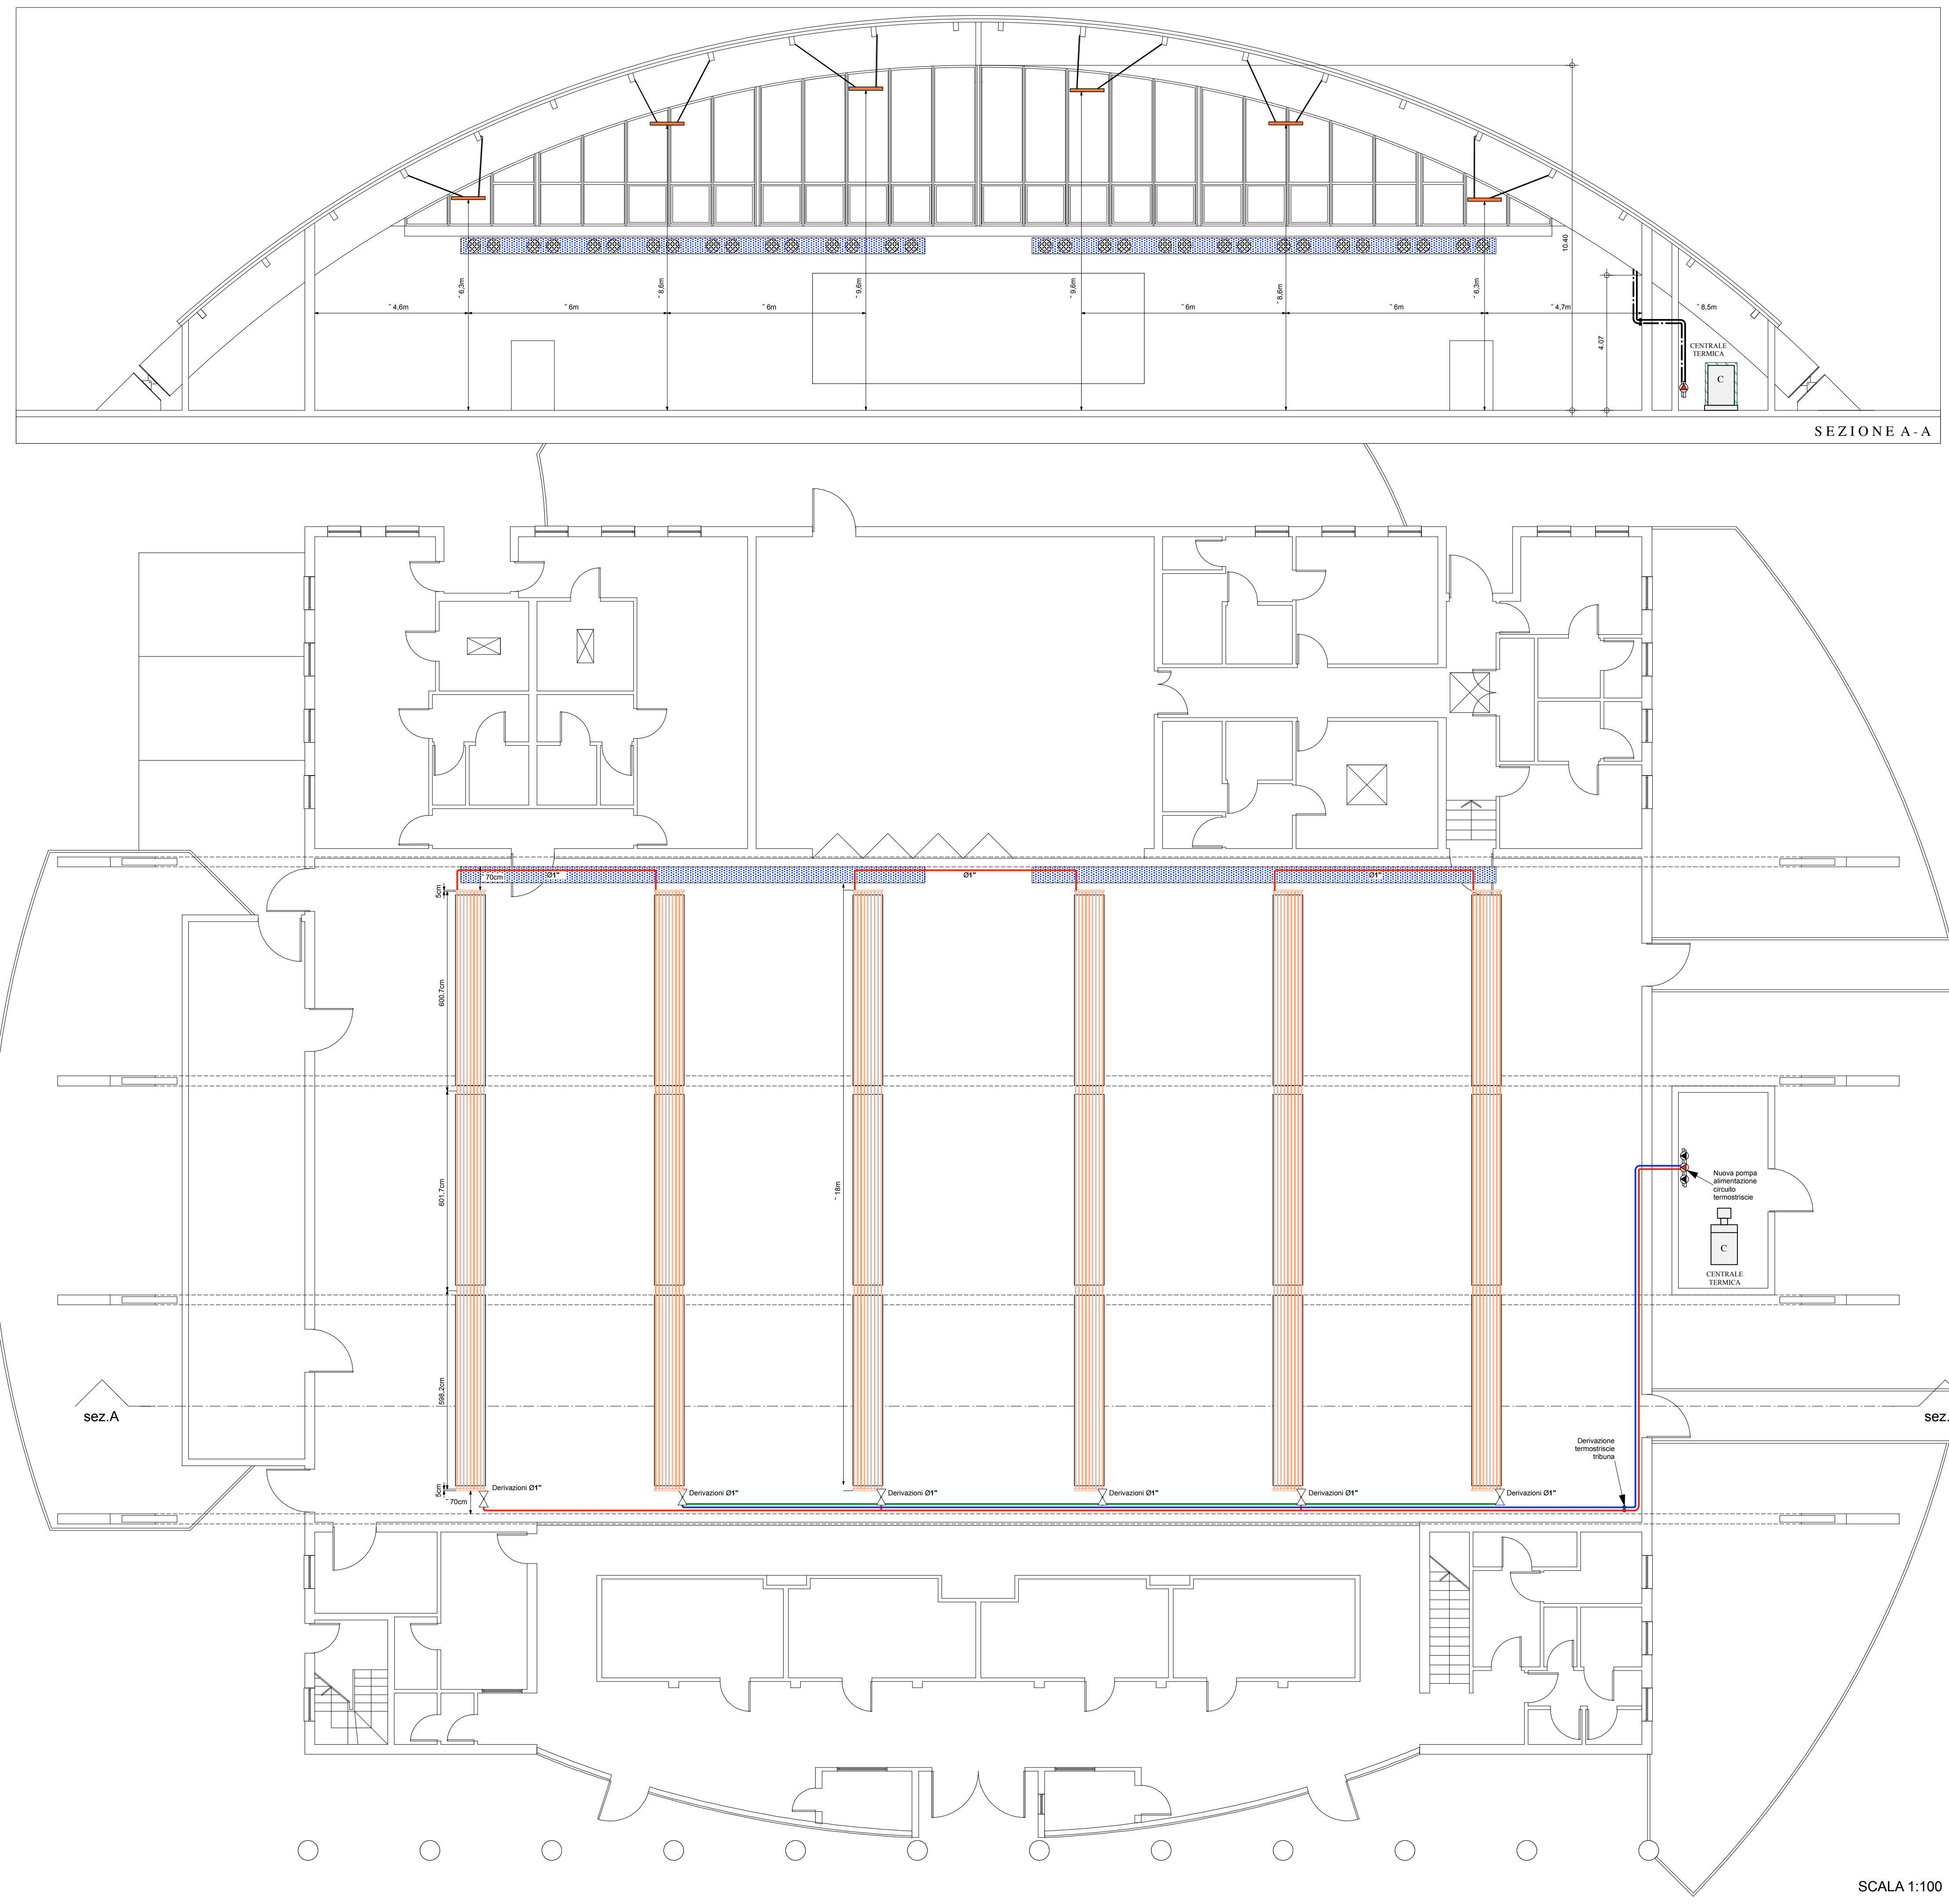 10.40
~ 6,3m
~ 8,6m
~ 9,6m
~ 9,6m
~ 8,6m
~ 6,3m
~ 4,6m
~ 6m
~ 6m
~ 6m
~ 6m
~ 4,7m
~ 8,5m
4.07
CENTRALE
TERMICA
C
SEZIONE A-A
~ 70cm
Ø1"
Ø1"
Ø1"
5cm
600,7cm
601,7cm
~ 18m
598,2cm
5cm
~ 70cm
Nuova pompa
alimentazione
circuito
termostriscie
C
CENTRALE
TERMICA
sez.A
sez.
Derivazione
termostriscie
tribuna
Derivazioni Ø1"
Derivazioni Ø1"
Derivazioni Ø1"
Derivazioni Ø1"
Derivazioni Ø1"
Derivazioni Ø1"
SCALA 1:100